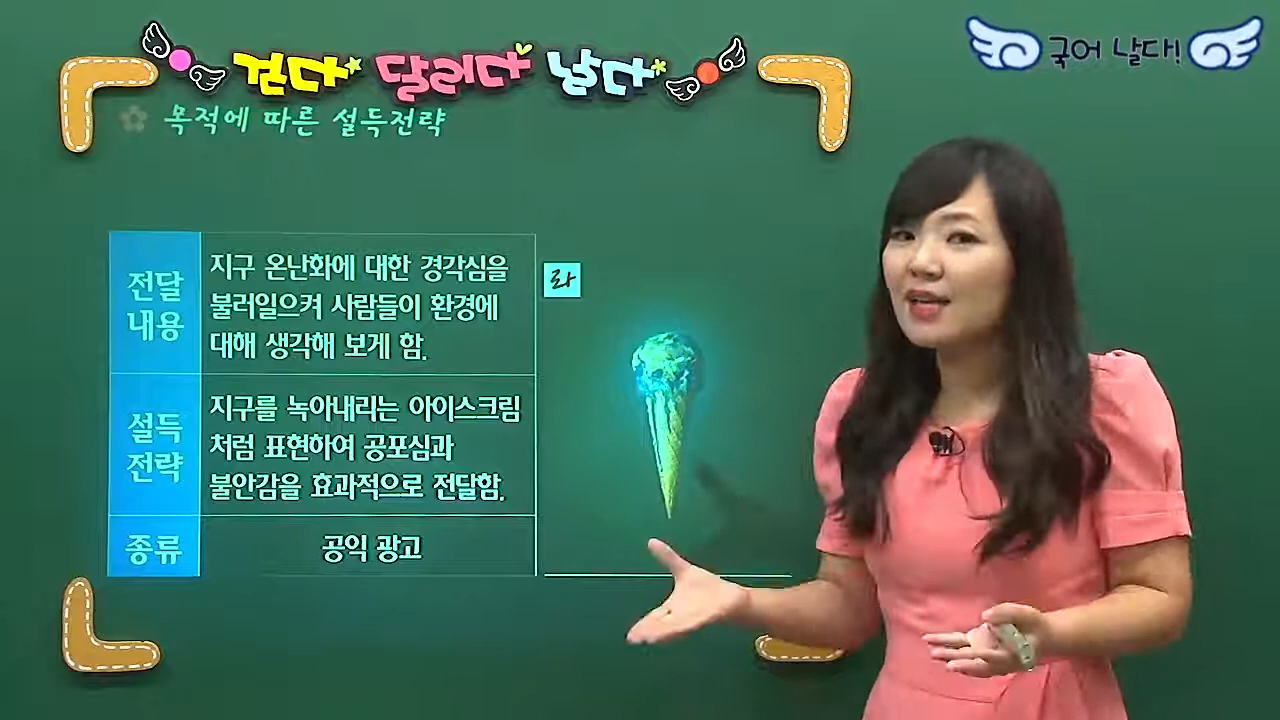 걷다 달리다 날다
국어 날다!
목적에 따른 설득전략
전달
내용
지구 온난화에 대한 경각심을
불러일으켜 사람들이 환경에
대해 생각해 보게 함.
라
설득
전략
지구를 녹아내리는 아이스크림
처럼 표현하여 공포심과
불안감을 효과적으로 전달함.
종류
공익 광고